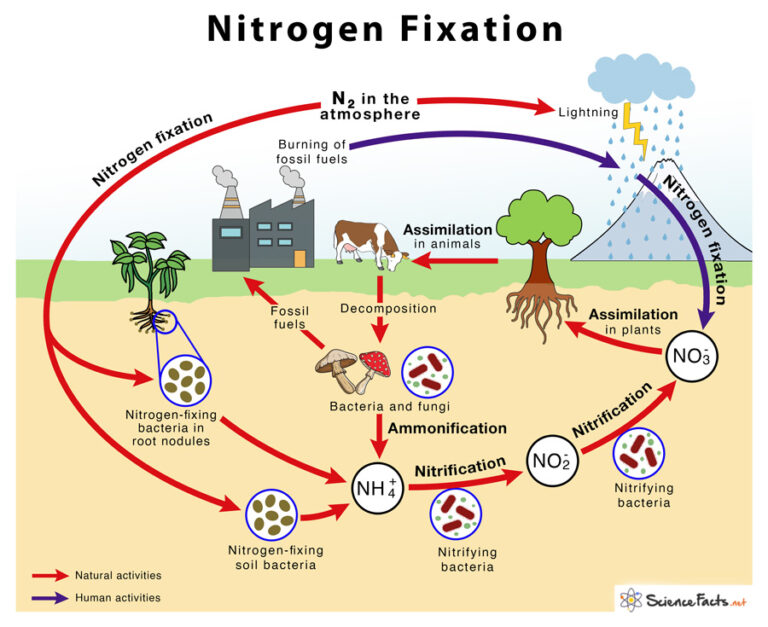 Nitrogen Fixation
N2 in the
atmosphere
Lightning
Nitrogen fixation
Burning of
fossil fuels
Nitrogen fixation
Assimilation
in animals
Fossil
fuels
Decomposition
Assimilation
in plants
NO3-
Bacteria and fungi
Nitrogen-fixing
bacteria in
root nodules
Ammonification
Nitrification
NO2-
Nitrification
NH4+
Nitrifying
bacteria
Nitrogen-fixing
soil bacteria
Nitrifying
bacteria
Natural activities
Human activities
ScienceFacts.net